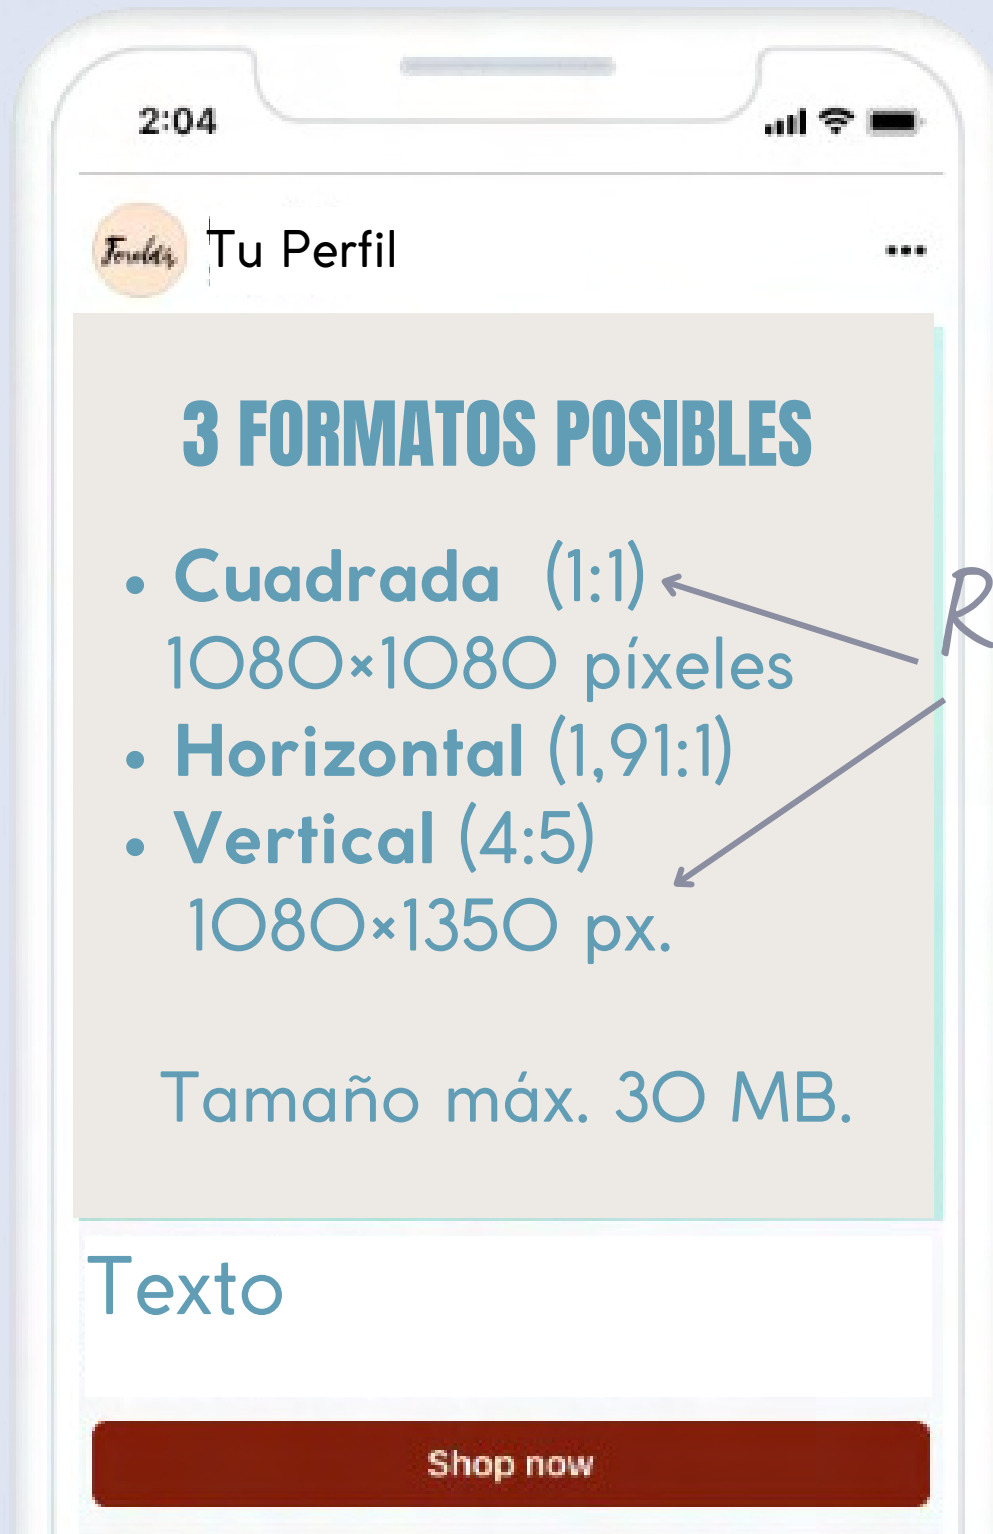 2:04
Tu Perfil
3 FORMATOS POSIBLES
• Cuadrada (1:1)
1080×1080 píxeles
• Horizontal (1,91:1)
• Vertical (4:5)
1080×1350 px.
R
Tamaño máx. 30 MB.
Texto
Shop now